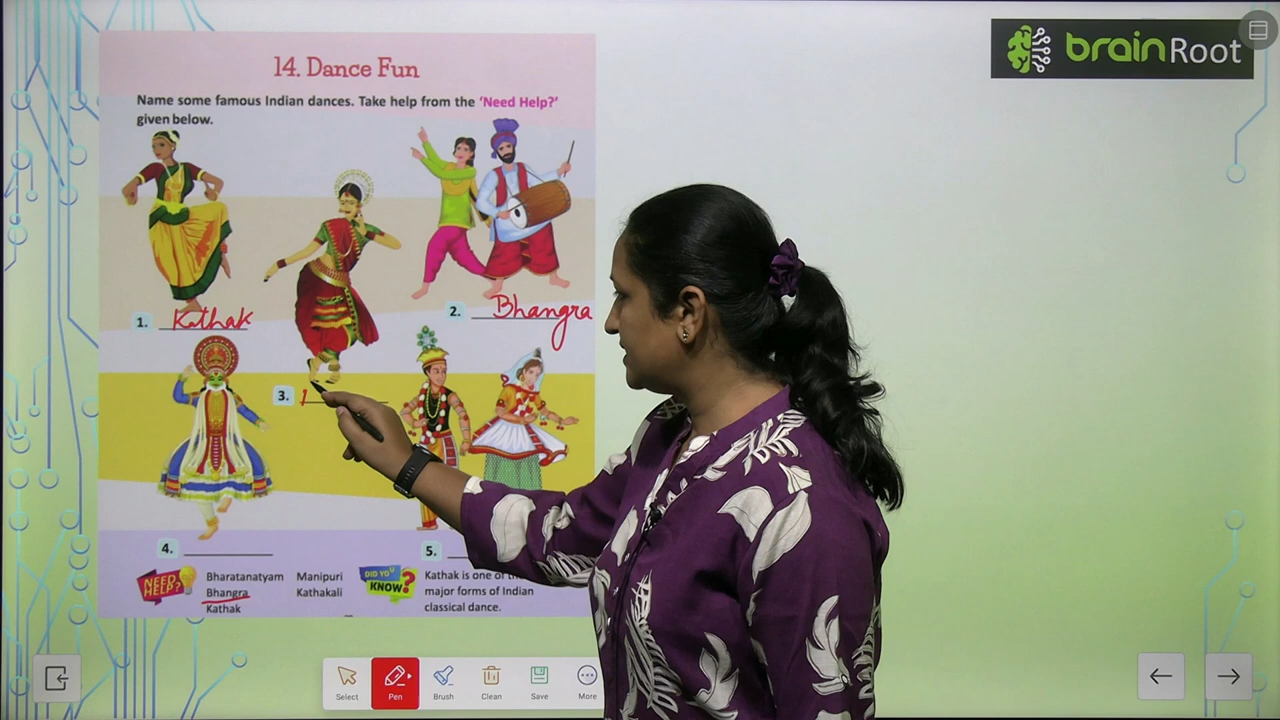 brainRoot
14. Dance Fun
Name some famous Indian dances. Take help from the 'Need Help?'
given below.
1. Kathak
2. Bhangra
3.
4.
5.
NEED HELP?
Bharatanatyam Manipuri
Bhangra Kathakali
Kathak
DID YOU KNOW?
Kathak is one of the
major forms of Indian
classical dance.
Select Pen Brush Clean Save More